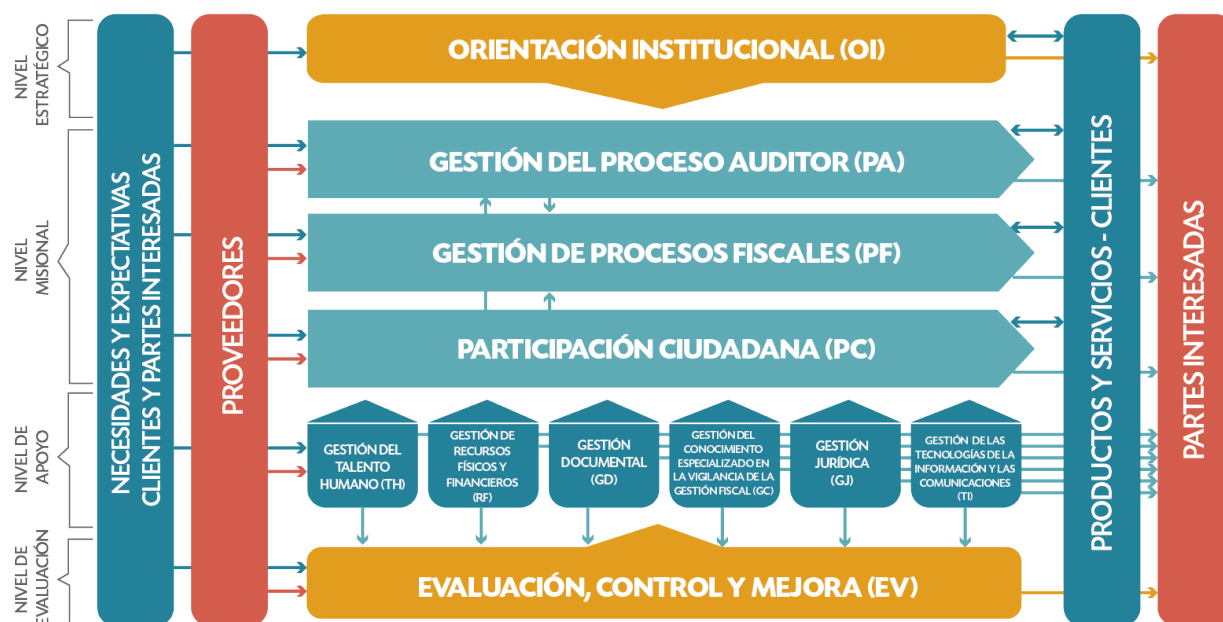 NIVEL
ESTRATÉGICO
NIVEL
MISIONAL
NIVEL DE
APOYO
NIVEL DE
EVALUACIÓN
NECESIDADES Y EXPECTATIVAS
CLIENTES Y PARTES INTERESADAS
PROVEEDORES
ORIENTACIÓN INSTITUCIONAL (OI)
GESTIÓN DEL PROCESO AUDITOR (PA)
GESTIÓN DE PROCESOS FISCALES (PF)
PARTICIPACIÓN CIUDADANA (PC)
GESTIÓN DEL
TALENTO
HUMANO (TH)
GESTIÓN DE
RECURSOS
FÍSICOS Y
FINANCIEROS
(RF)
GESTIÓN
DOCUMENTAL
(GD)
GESTIÓN DEL
CONOCIMIENTO
ESPECIALIZADO EN
LA VIGILANCIA DE LA
GESTIÓN FISCAL (GC)
GESTIÓN
JURÍDICA
(GJ)
GESTIÓN DE LAS
TECNOLOGÍAS DE LA
INFORMACIÓN Y LAS
COMUNICACIONES
(TI)
EVALUACIÓN, CONTROL Y MEJORA (EV)
PRODUCTOS Y SERVICIOS - CLIENTES
PARTES INTERESADAS